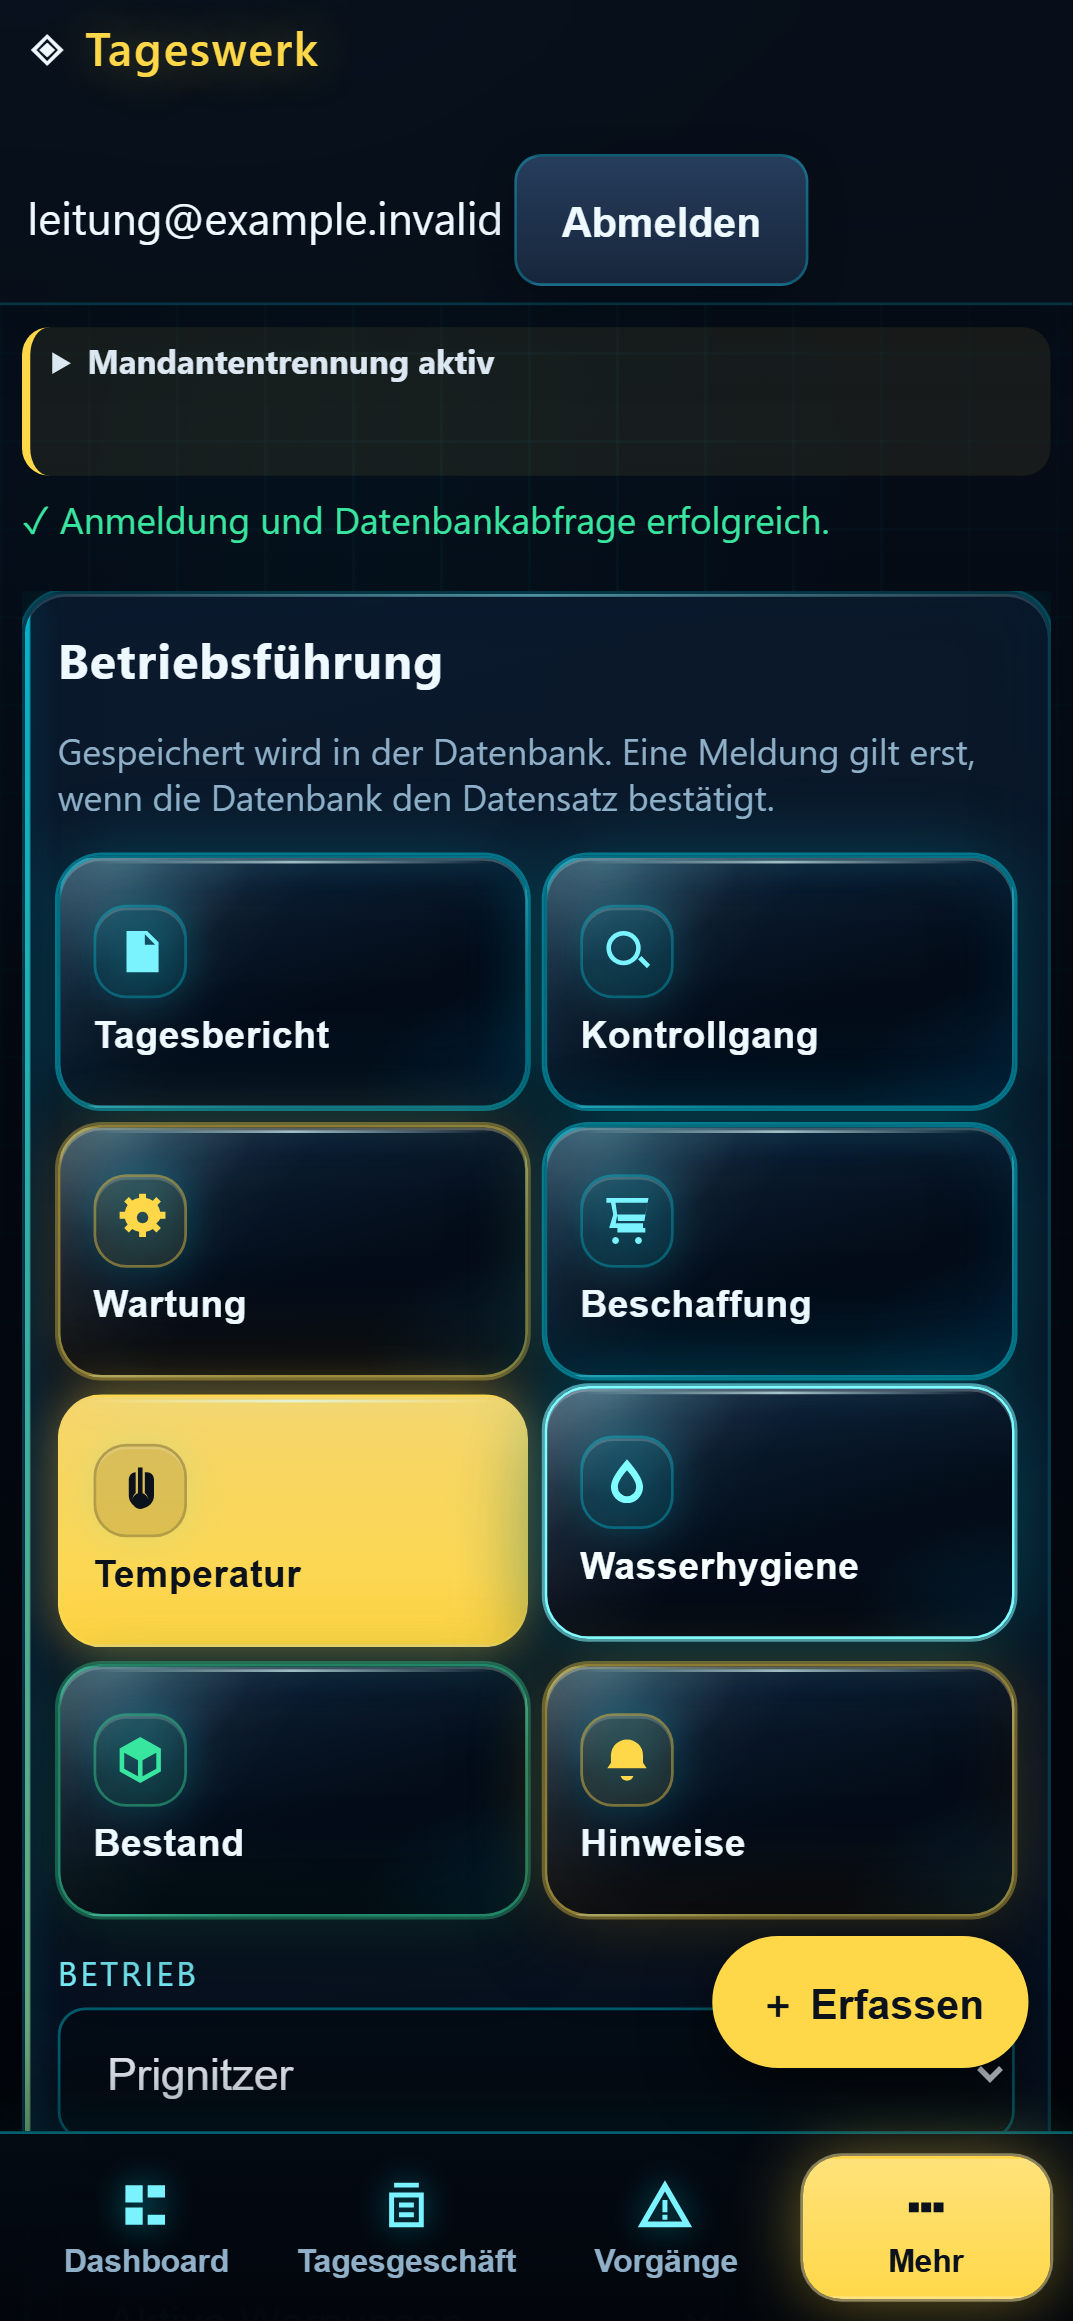 Tageswerk
leitung@example.invalid
Abmelden
Mandantentrennung aktiv
✓ Anmeldung und Datenbankabfrage erfolgreich.
Betriebsführung
Gespeichert wird in der Datenbank. Eine Meldung gilt erst,
wenn die Datenbank den Datensatz bestätigt.
Tagesbericht
Kontrollgang
Wartung
Beschaffung
Temperatur
Wasserhygiene
Bestand
Hinweise
BETRIEB
+ Erfassen
Prignitzer
Dashboard
Tagesgeschäft
Vorgänge
Mehr